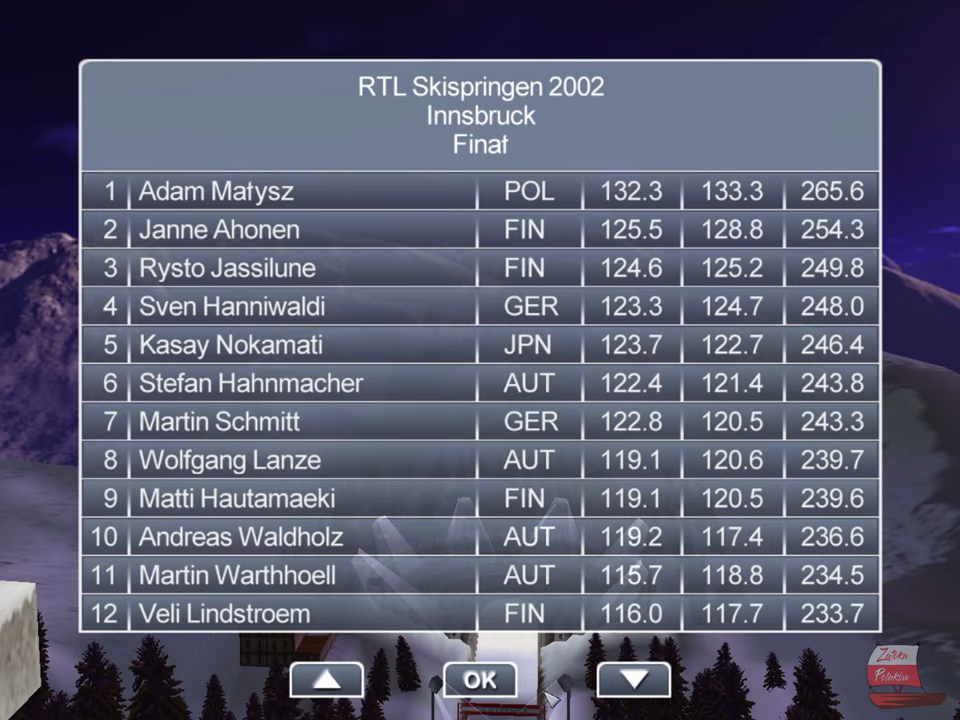 RTL Skispringen 2002
Innsbruck
Finał
1 Adam Małysz POL 132.3 133.3 265.6
2 Janne Ahonen FIN 125.5 128.8 254.3
3 Rysto Jassilune FIN 124.6 125.2 249.8
4 Sven Hanniwaldi GER 123.3 124.7 248.0
5 Kasay Nokamati JPN 123.7 122.7 246.4
6 Stefan Hahnmacher AUT 122.4 121.4 243.8
7 Martin Schmitt GER 122.8 120.5 243.3
8 Wolfgang Lanze AUT 119.1 120.6 239.7
9 Matti Hautamaeki FIN 119.1 120.5 239.6
10 Andreas Waldholz AUT 119.2 117.4 236.6
11 Martin Warthhoell AUT 115.7 118.8 234.5
12 Veli Lindstroem FIN 116.0 117.7 233.7
OK
Zatoka
Polaków